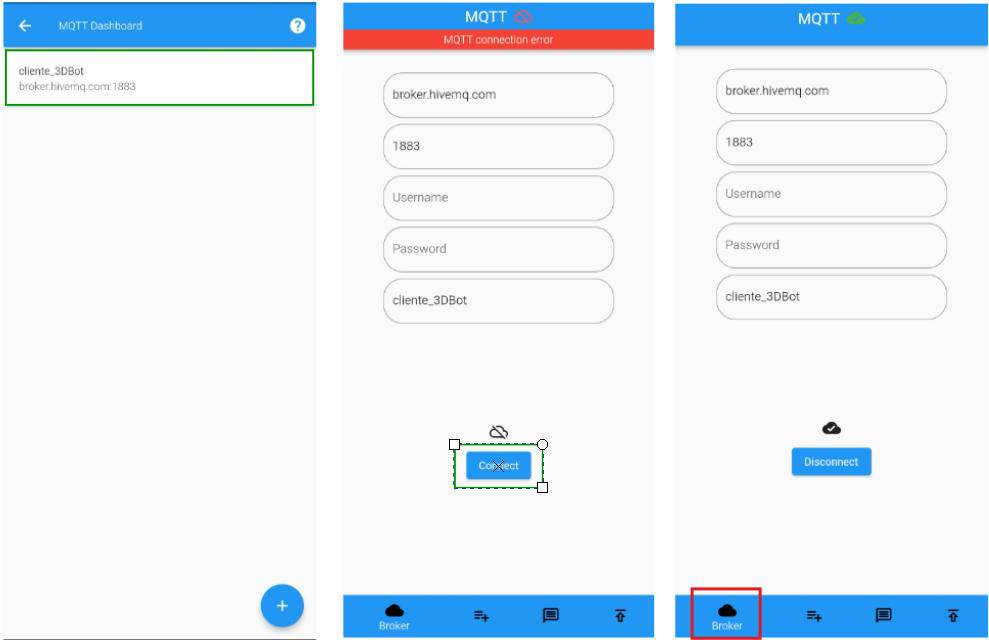 MQTT Dashboard
?
cliente_3DBot
broker.hivemq.com:1883
+
MQTT
MQTT connection error
broker.hivemq.com
1883
Username
Password
cliente_3DBot
Connect
Broker
MQTT
broker.hivemq.com
1883
Username
Password
cliente_3DBot
Disconnect
Broker